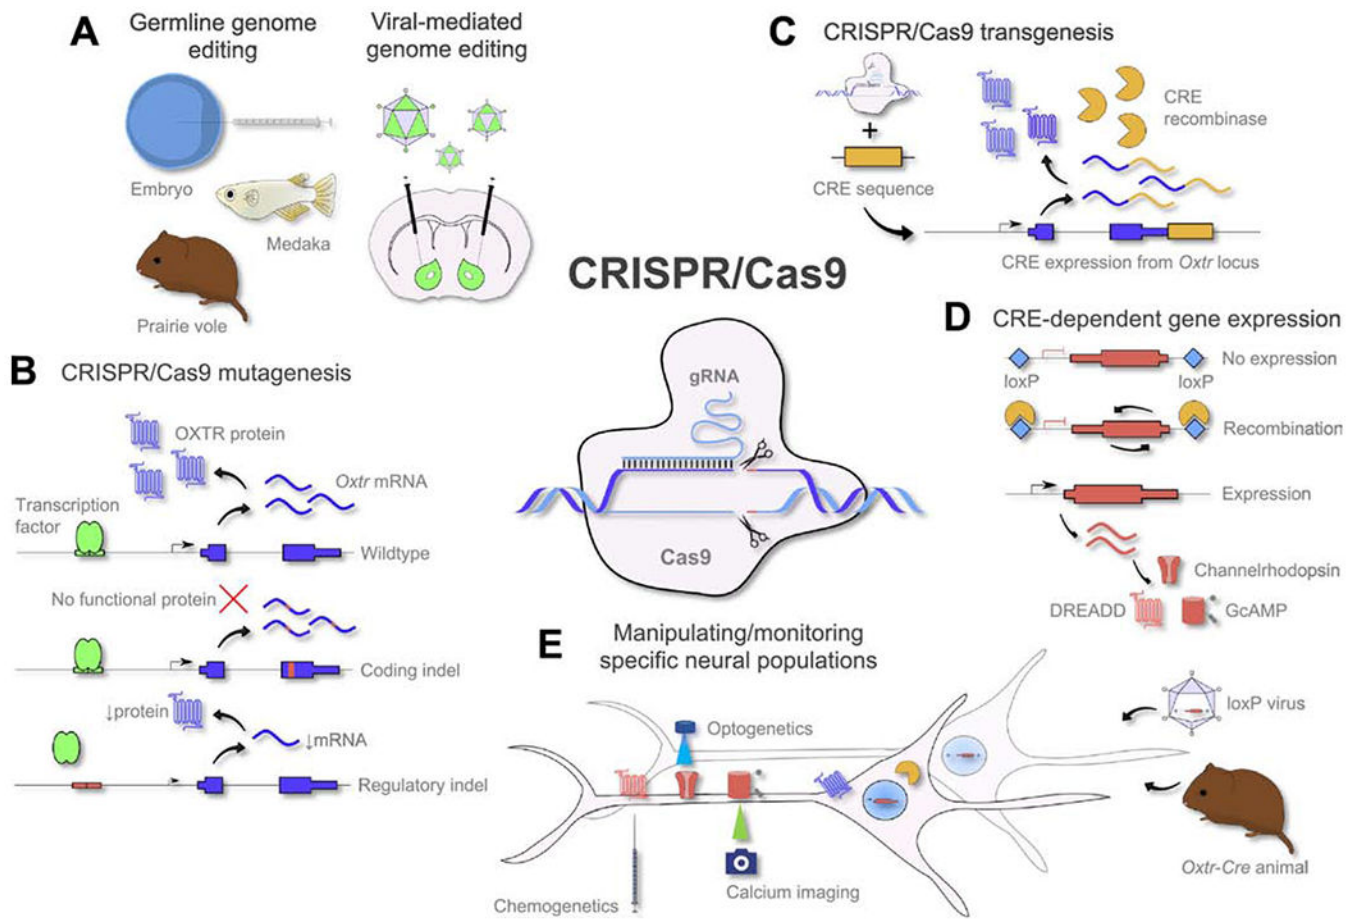 A
Germline genome
editing
Viral-mediated
genome editing
Embryo
Medaka
Prairie vole
B
CRISPR/Cas9 mutagenesis
OXTR protein
Oxtr mRNA
Transcription
factor
Wildtype
No functional protein
Coding indel
↓protein
↓mRNA
Regulatory indel
CRISPR/Cas9
gRNA
Cas9
C
CRISPR/Cas9 transgenesis
CRE
recombinase
+
CRE sequence
CRE expression from Oxtr locus
D
CRE-dependent gene expression
No expression
loxP
loxP
Recombination
Expression
Channelrhodopsin
DREADD
GcAMP
E
Manipulating/monitoring
specific neural populations
Optogenetics
loxP virus
Calcium imaging
Chemogenetics
Oxtr-Cre animal